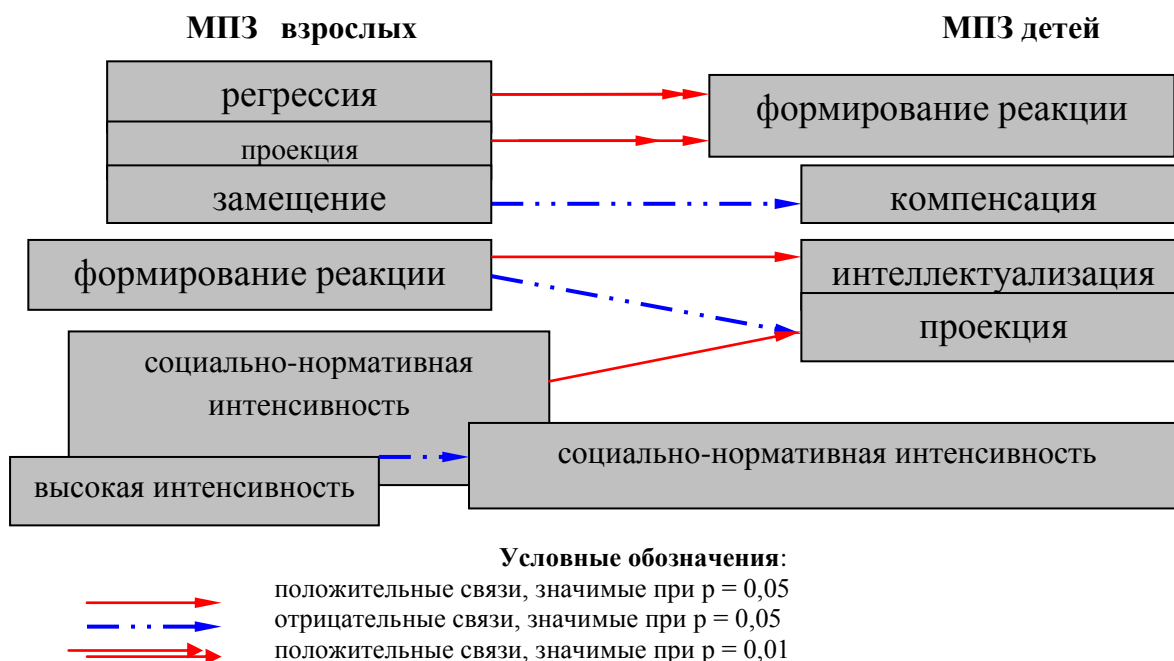 МПЗ взрослых
МПЗ детей
регрессия
формирование реакции
проекция
замещение
компенсация
формирование реакции
интеллектуализация
проекция
социально-нормативная
интенсивность
социально-нормативная интенсивность
высокая интенсивность
Условные обозначения:
положительные связи, значимые при р = 0,05
отрицательные связи, значимые при р = 0,05
положительные связи, значимые при р = 0,01